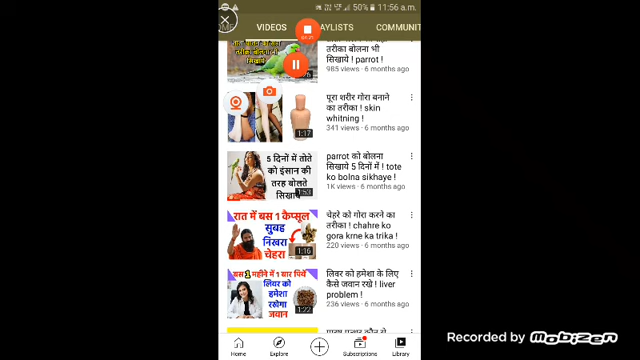 50% 11:56 am
VIDEOS
PLAYLISTS
COMMUNIT
तरीका बोलना भी
सिखाये ! parrot !
985 views · 6 months ago
पूरा शरीर गोरा बनाने
का तरीका ! skin
whitning !
341 views · 6 months ago
1:17
5 दिनों में तोते
को इंसान की
तरह बोलते
सिखाय
1:53
parrot को बोलना
सिखाये 5 दिनों में ! tote
ko bolna sikhaye !
1K views · 6 months ago
रात में बस 1 कैप्सूल
सुबह
निखरा
चेहरा
1:16
चेहरे को गोरा करने का
तरीका ! chahre ko
gora krne ka trika !
220 views · 6 months ago
बस 1 महीने में 1 बार पियें
लिवर को
हमेशा
रखेगा
जवान
1:22
लिवर को हमेशा के लिए
कैसे जवान रखे ! liver
problem !
236 views · 6 months ago
Home
Explore
Subscriptions
Library
Recorded by Mobizen